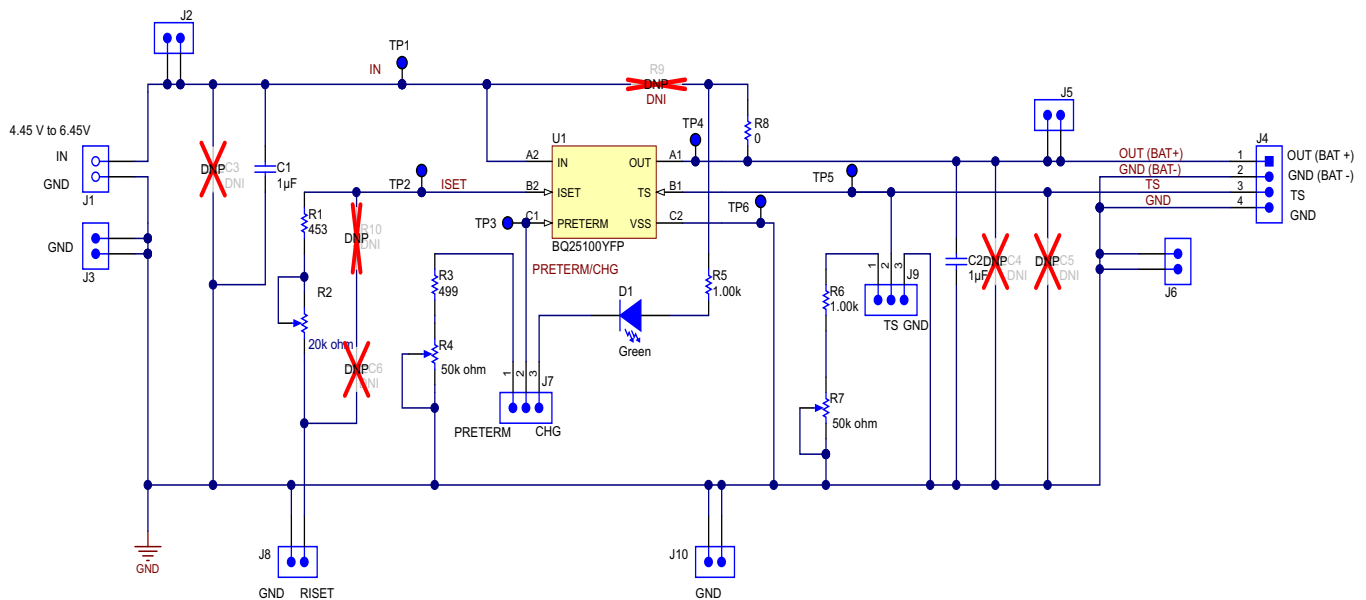 J2
TP1
IN
R9
DNP
DNI
J5
4.45 V to 6.45V
IN
GND
J1
DNP
C3
DNI
C1
1µF
U1
A2
IN
OUT
A1
B2
ISET
TS
B1
C1
PRETERM
VSS
C2
BQ25100YFP
TP4
R8
0
J4
OUT (BAT+)
1
OUT (BAT +)
GND (BAT-)
2
GND (BAT -)
TS
3
TS
GND
4
GND
TP2
ISET
TP5
TP6
TP3
R1
453
R10
DNP
DNI
GND
J3
PRETERM/CHG
R3
499
R2
20k ohm
D1
Green
R5
1.00k
R6
1.00k
1
2
3
J9
TS GND
C2
1µF
DNP
C4
DNI
DNP
C5
DNI
J6
DNP
C6
DNI
R4
50k ohm
1
2
3
J7
PRETERM
CHG
R7
50k ohm
GND
J8
GND
RISET
J10
GND